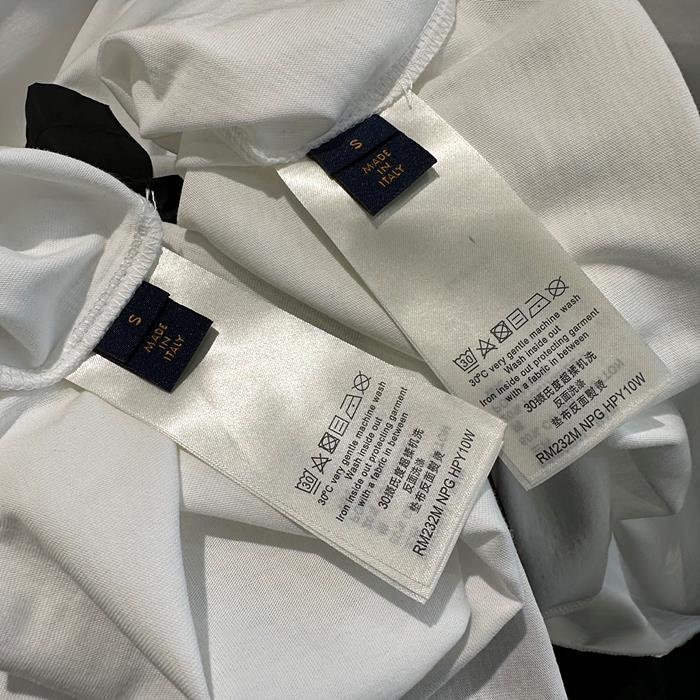 S
MADE
IN
ITALY
30
30°C very gentle machine wash
Wash inside out
Iron inside out protecting garment
with a fabric in between
30摄氏度超揉机洗
反面洗涤
垫布反面熨烫
RM232M NPG HPY10W
S
MADE
IN
ITALY
30
30°C very gentle machine wash
Wash inside out
Iron inside out protecting garment
with a fabric in between
30摄氏度超揉机洗
反面洗涤
垫布反面熨烫
RM232M NPG HPY10W